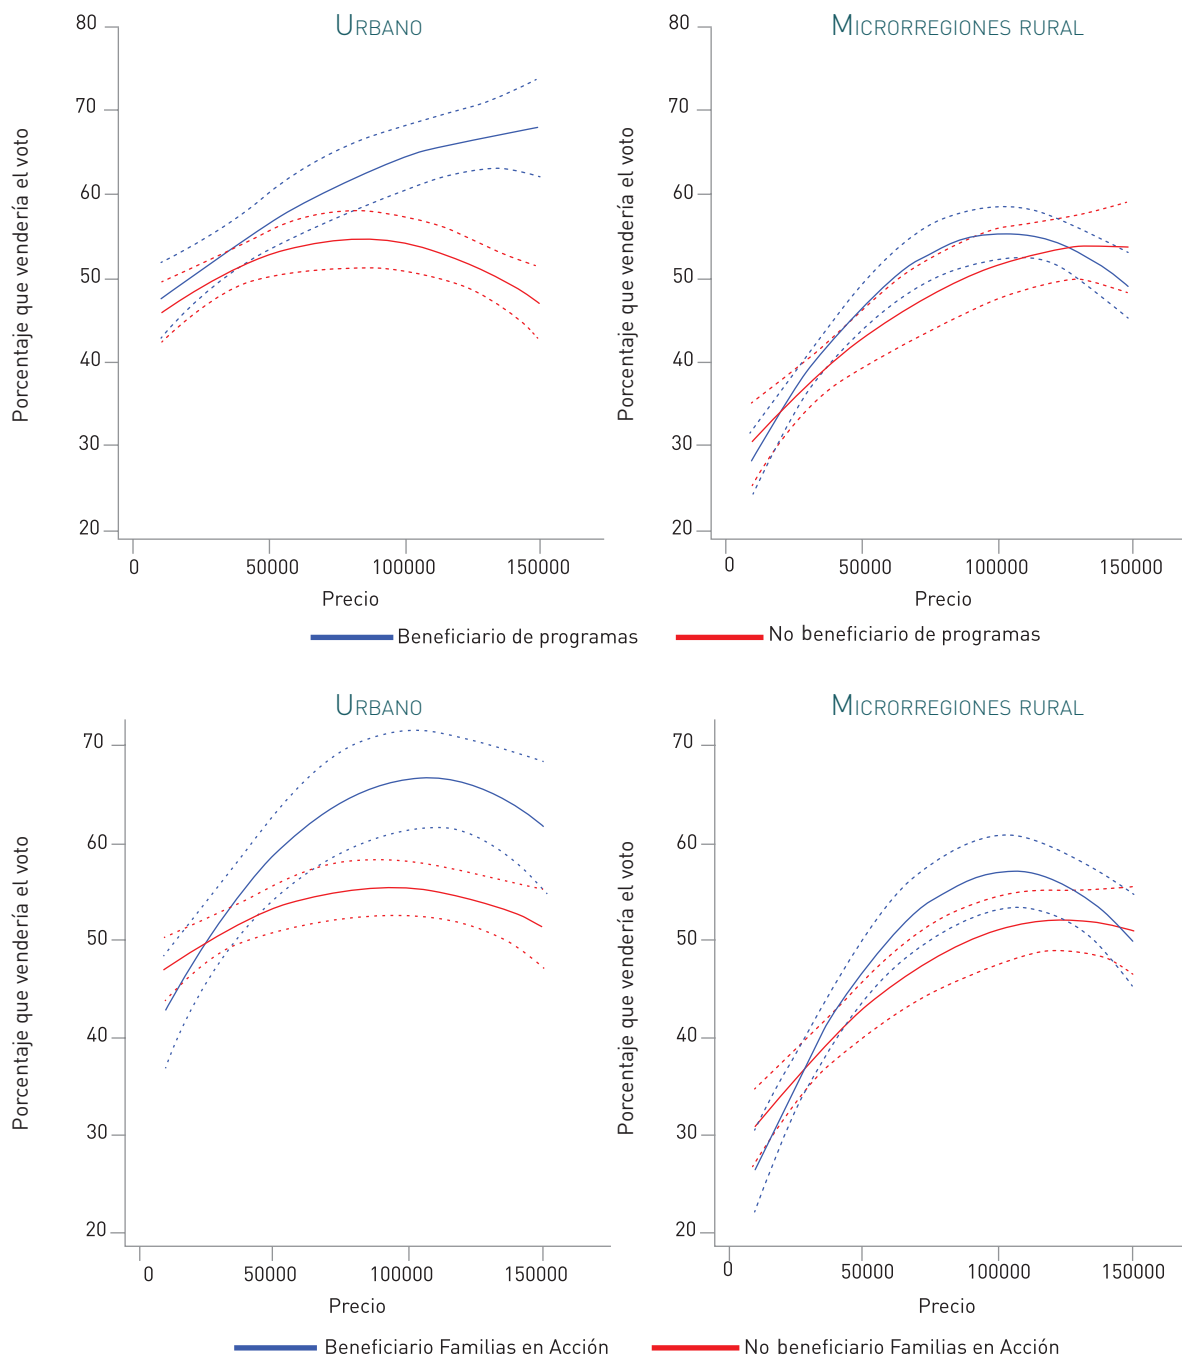 URBANO
MICRORREGIONES RURAL
80
70
60
50
40
30
20
Porcentaje que vendería el voto
0
50000
100000
150000
Precio
80
70
60
50
40
30
20
Porcentaje que vendería el voto
0
50000
100000
150000
Precio
Beneficiario de programas
No beneficiario de programas
URBANO
MICRORREGIONES RURAL
70
60
50
40
30
20
Porcentaje que vendería el voto
0
50000
100000
150000
Precio
70
60
50
40
30
20
Porcentaje que vendería el voto
0
50000
100000
150000
Precio
Beneficiario Familias en Acción
No beneficiario Familias en Acción